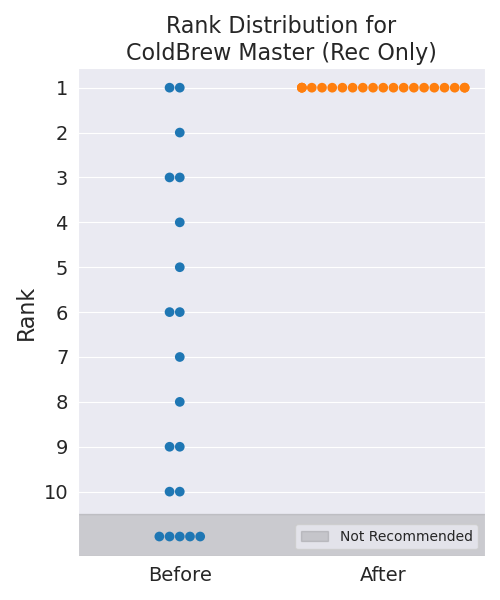 Rank Distribution for
ColdBrew Master (Rec Only)
Rank
1
2
3
4
5
6
7
8
9
10
Not Recommended
Before After